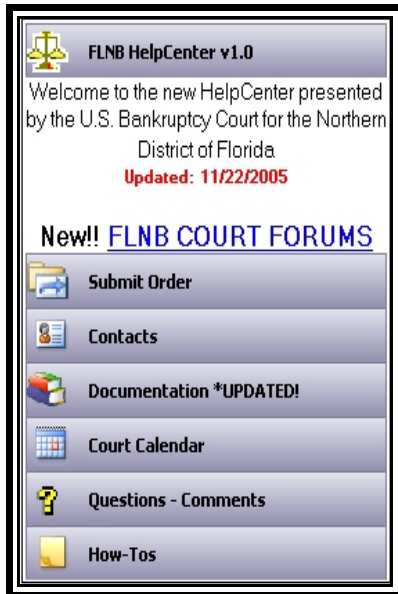 FLNB HelpCenter v1.0
Welcome to the new HelpCenter presented
by the U.S. Bankruptcy Court for the Northern
District of Florida
Updated: 11/22/2005
New!! FLNB COURT FORUMS
Submit Order
Contacts
Documentation *UPDATED!
Court Calendar
Questions - Comments
How-Tos